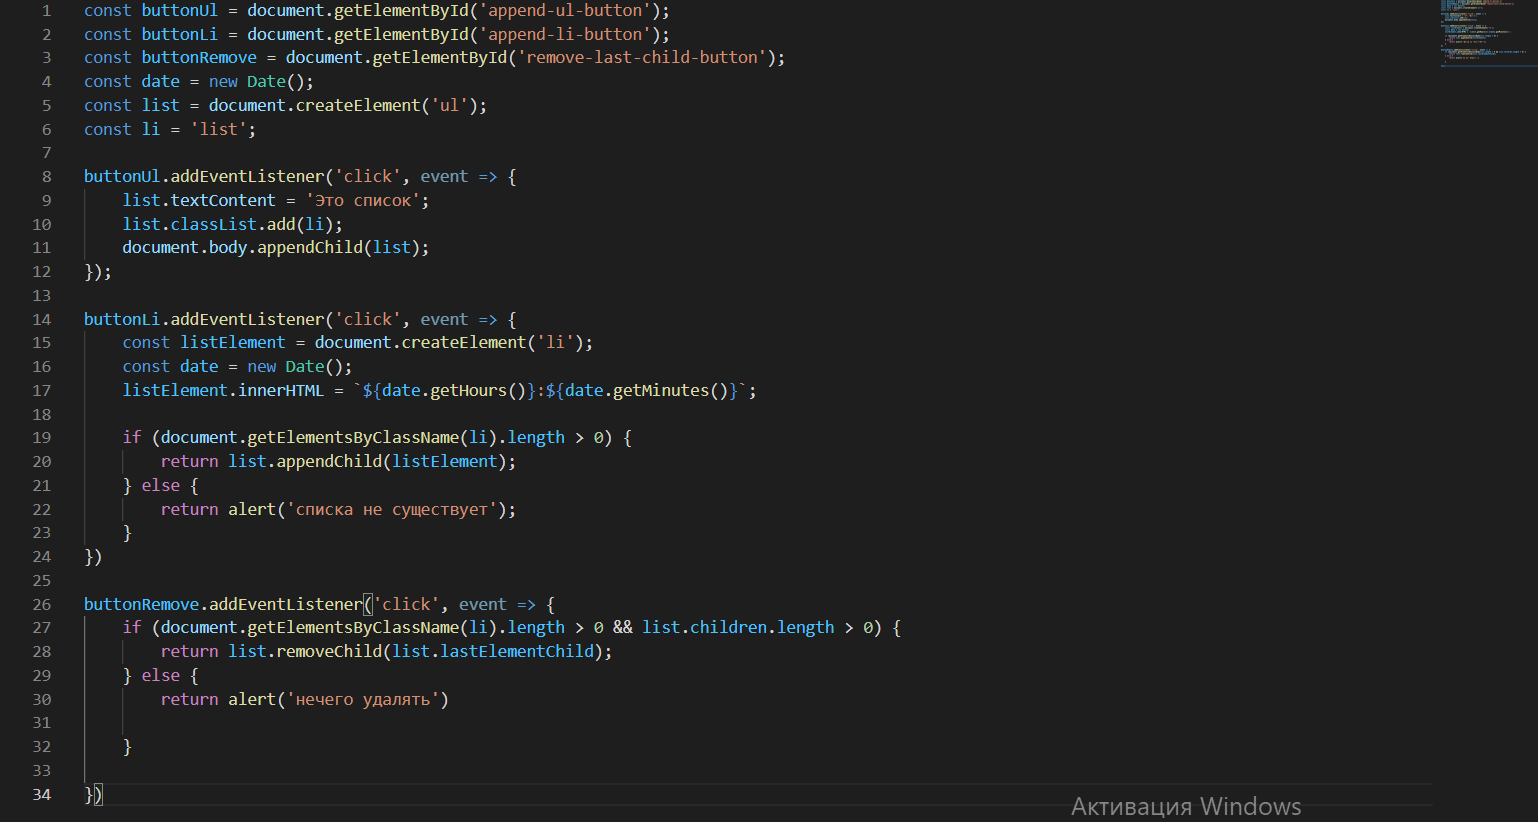 1 const buttonUl = document.getElementById('append-ul-button');
2 const buttonLi = document.getElementById('append-li-button');
3 const buttonRemove = document.getElementById('remove-last-child-button');
4 const date = new Date();
5 const list = document.createElement('ul');
6 const li = 'list';
7
8 buttonUl.addEventListener('click', event => {
9     list.textContent = 'Это список';
10     list.classList.add(li);
11     document.body.appendChild(list);
12 });
13
14 buttonLi.addEventListener('click', event => {
15     const listElement = document.createElement('li');
16     const date = new Date();
17     listElement.innerHTML = `${date.getHours()}:${date.getMinutes()}`;
18
19     if (document.getElementsByClassName(li).length > 0) {
20         return list.appendChild(listElement);
21     } else {
22         return alert('списка не существует');
23     }
24 })
25
26 buttonRemove.addEventListener('click', event => {
27     if (document.getElementsByClassName(li).length > 0 && list.children.length > 0) {
28         return list.removeChild(list.lastElementChild);
29     } else {
30         return alert('нечего удалять')
31
32     }
33
34 })
Активация Windows